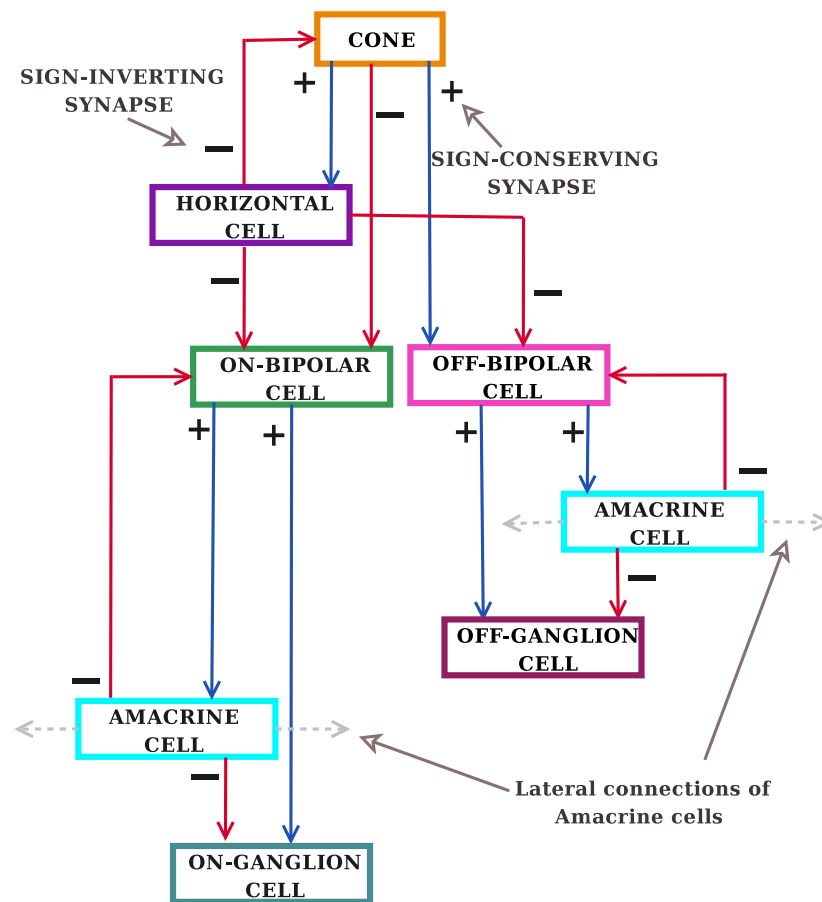 CONE
SIGN-INVERTING
SYNAPSE
+
−
+
−
SIGN-CONSERVING
SYNAPSE
HORIZONTAL
CELL
−
−
ON-BIPOLAR
CELL
OFF-BIPOLAR
CELL
+
+
+
+
−
AMACRINE
CELL
−
OFF-GANGLION
CELL
−
AMACRINE
CELL
−
Lateral connections of
Amacrine cells
ON-GANGLION
CELL